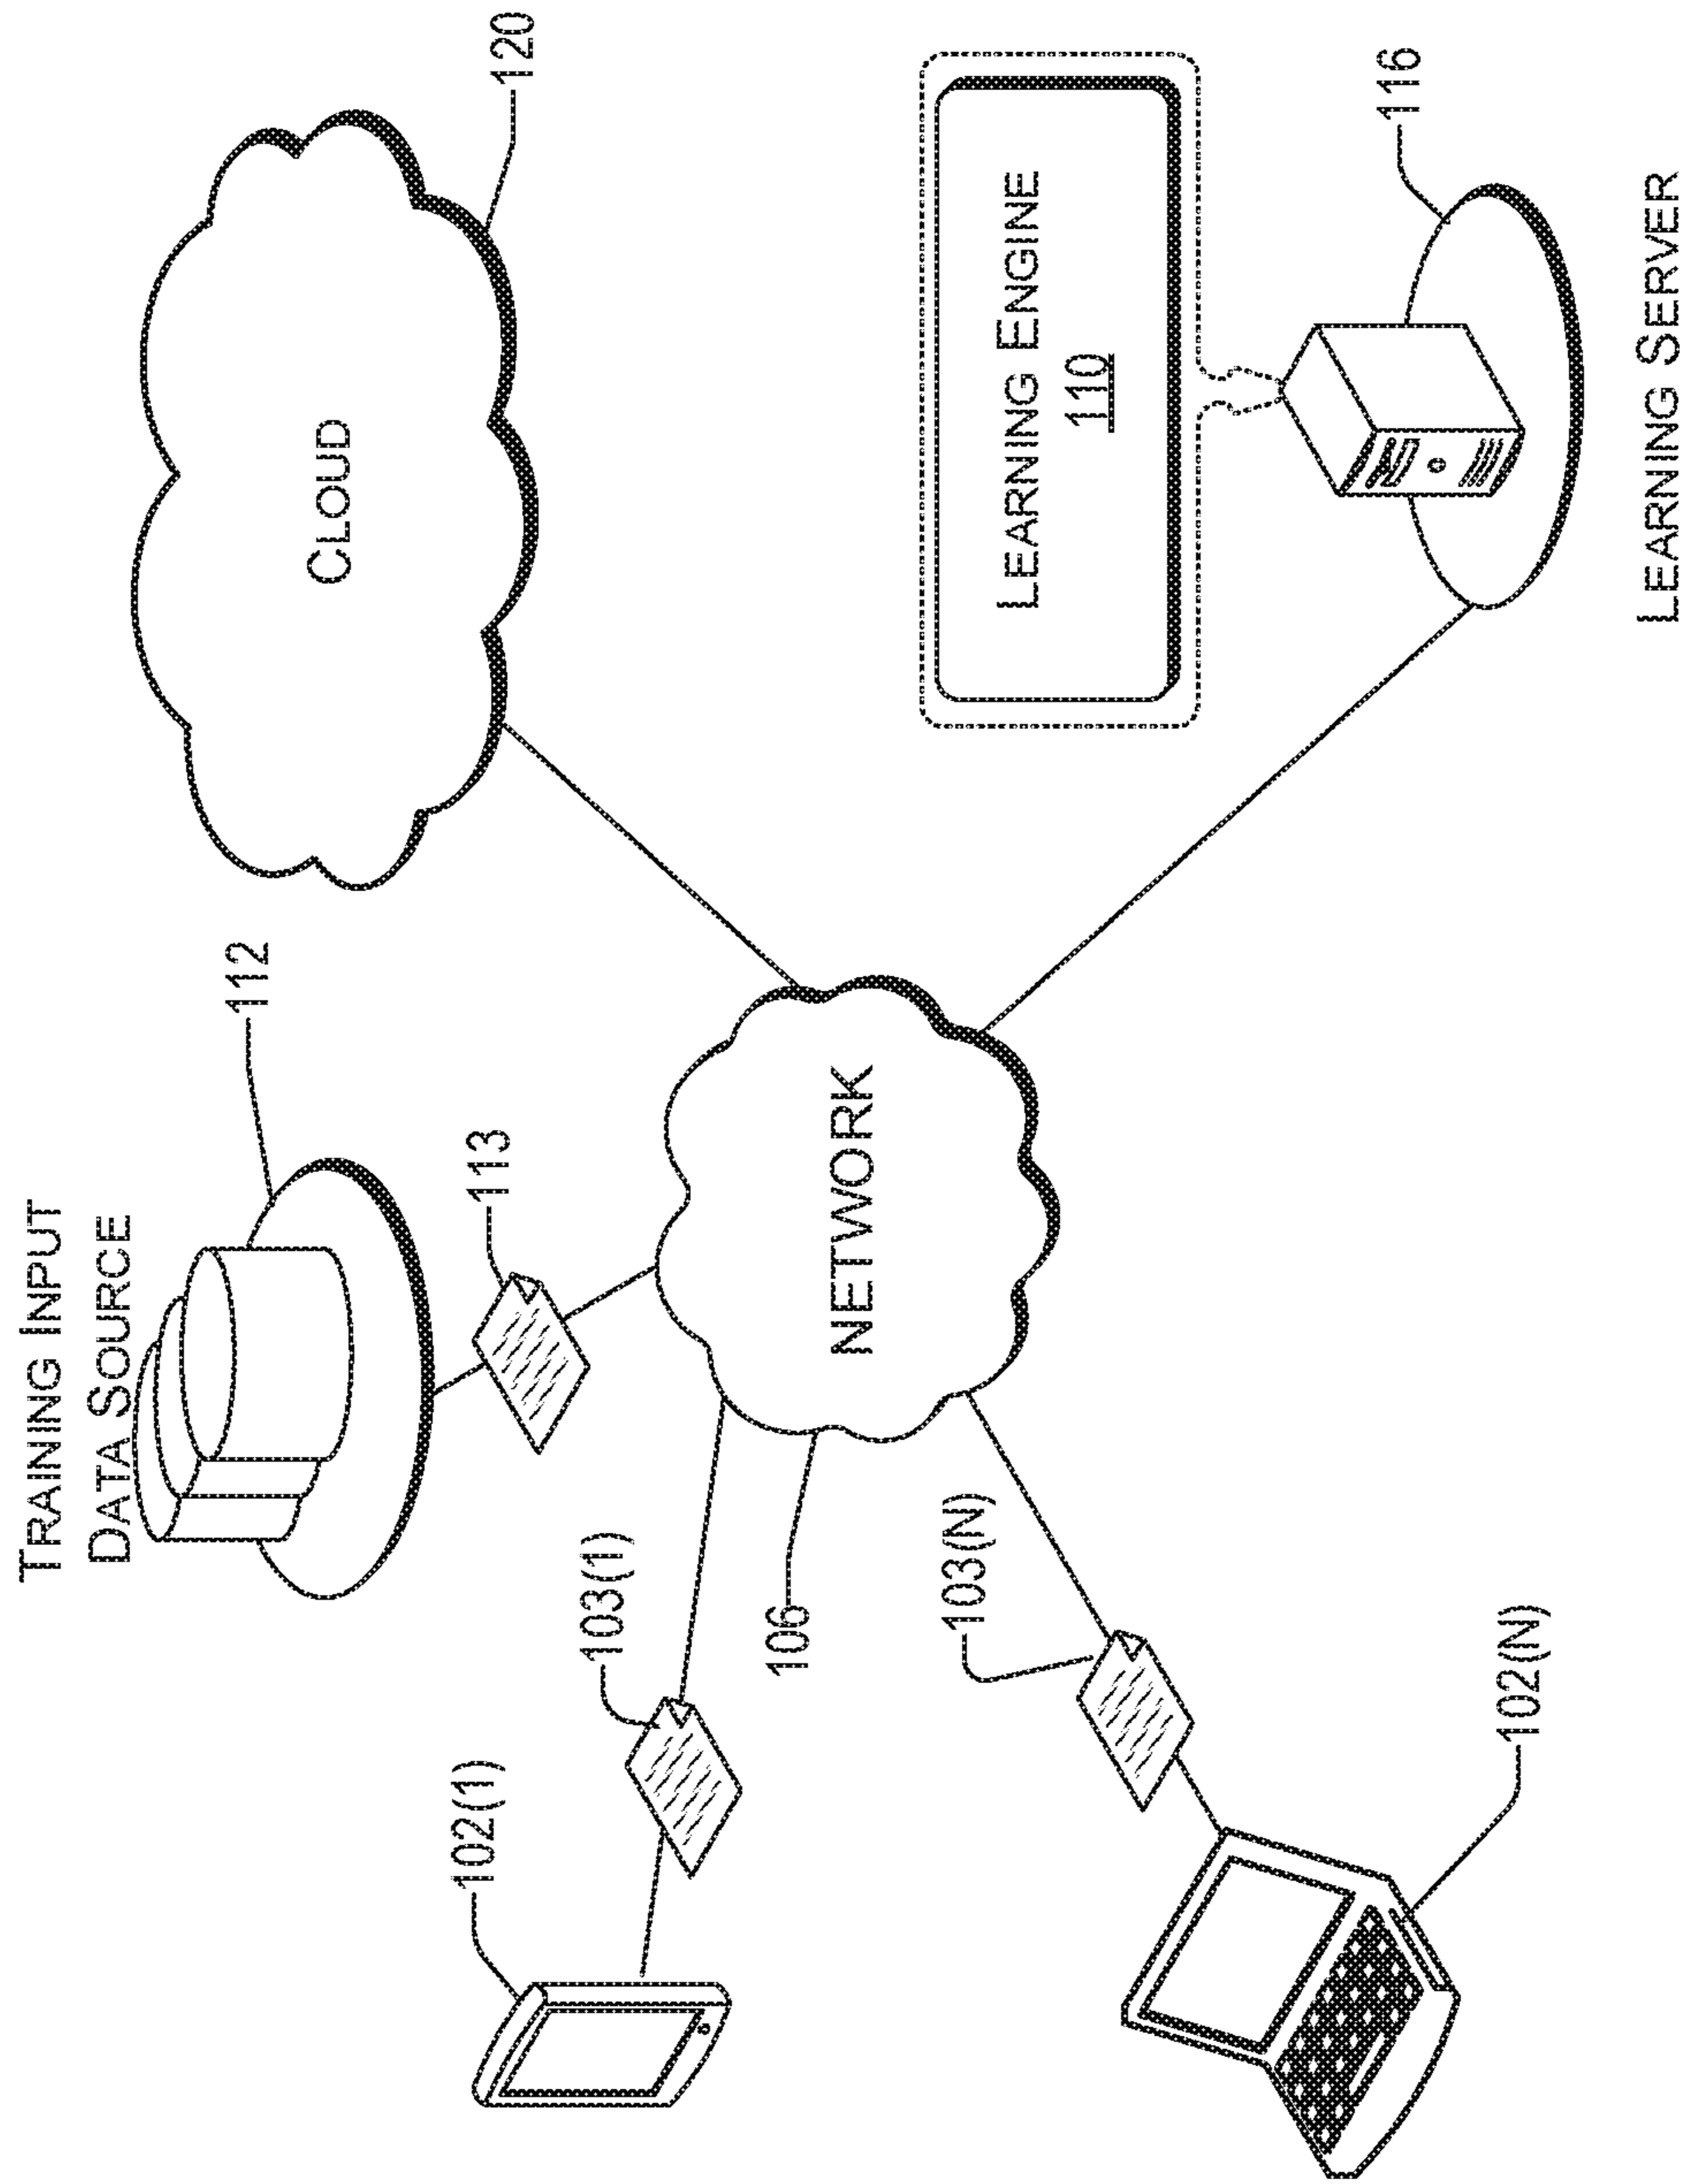 TRAINING INPUT
DATA SOURCE
112
CLOUD
120
113
102(1)
103(1)
NETWORK
106
103(N)
102(N)
LEARNING ENGINE
110
116
LEARNING SERVER